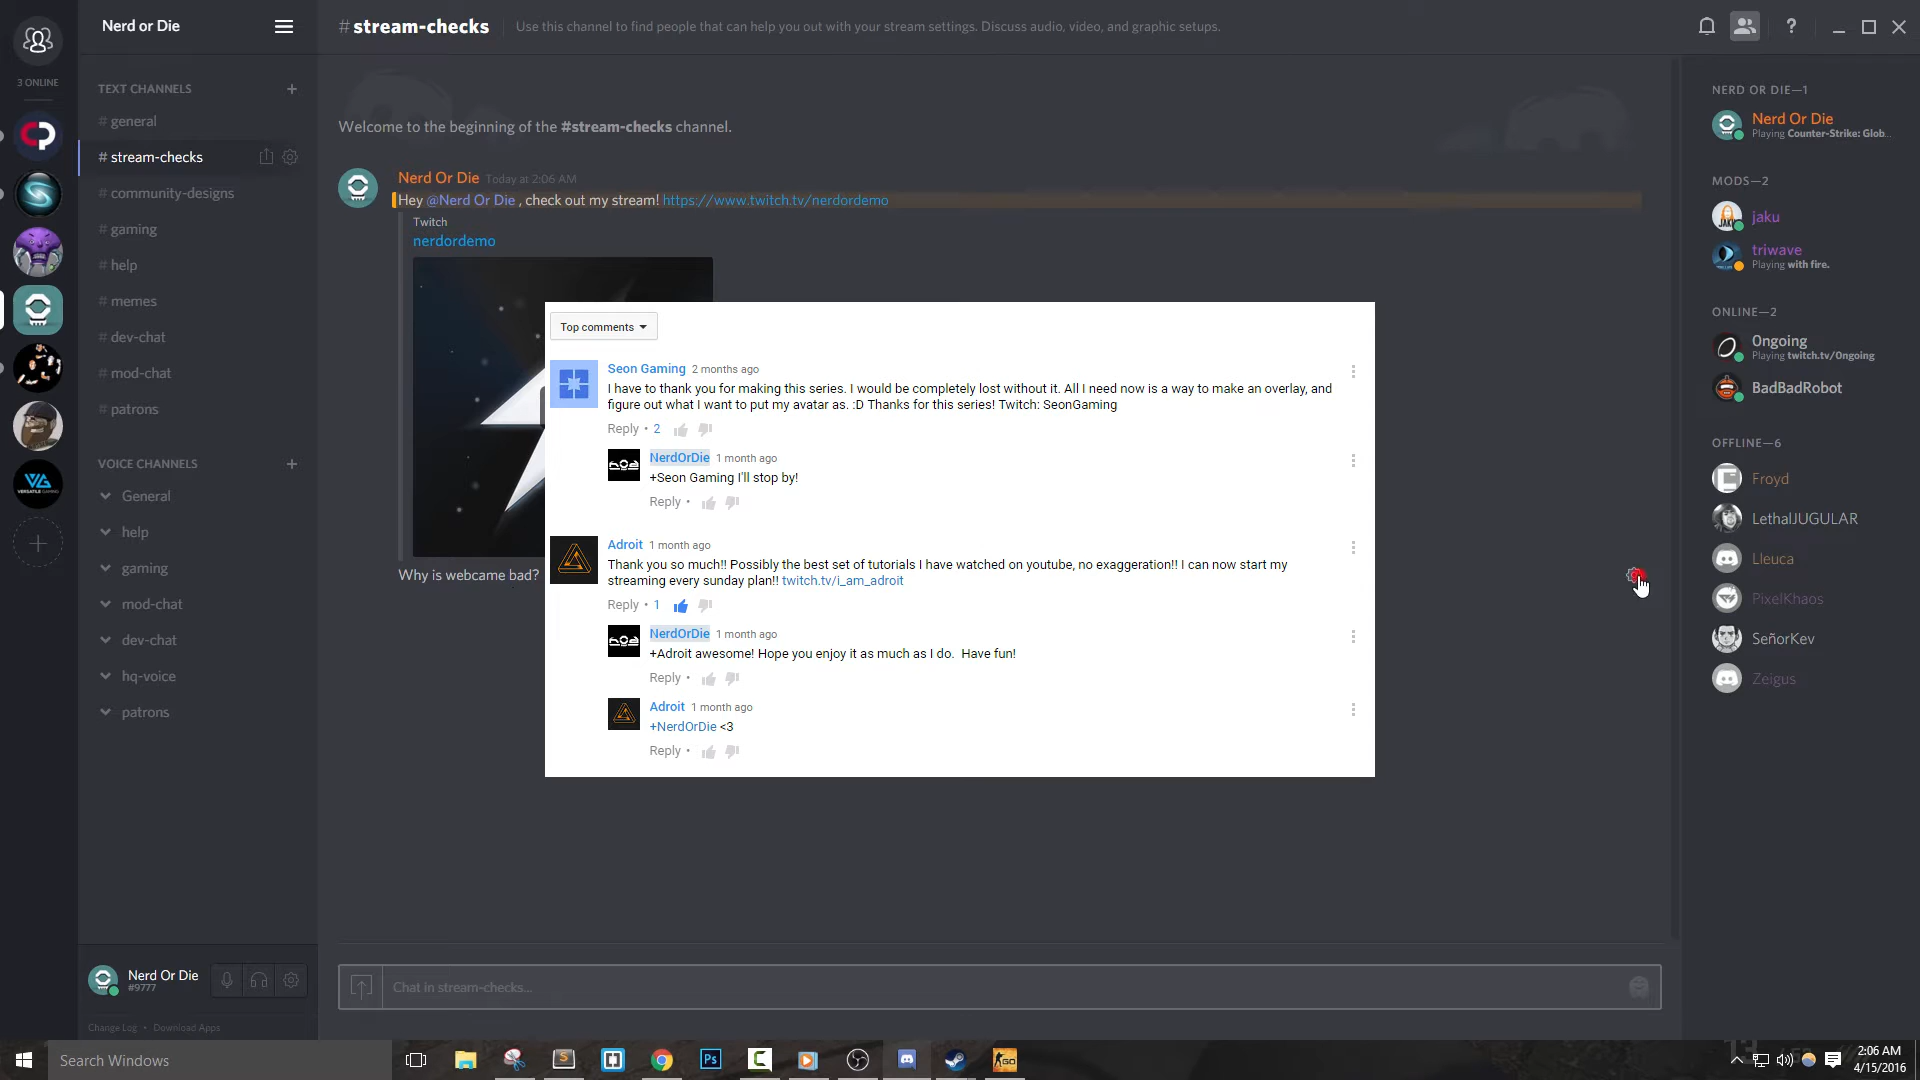 Nerd or Die
#stream-checks
Use this channel to find people that can help you out with your stream settings. Discuss audio, video, and graphic setups.
3 ONLINE
TEXT CHANNELS
# general
# stream-checks
# community-designs
# gaming
# help
# memes
# dev-chat
# mod-chat
# patrons
VOICE CHANNELS
General
help
gaming
mod-chat
dev-chat
hq-voice
patrons
VERSATILE GAMING
Nerd Or Die
#9777
Change Log • Download Apps
Welcome to the beginning of the #stream-checks channel.
Nerd Or Die Today at 2:06 AM
Hey @Nerd Or Die , check out my stream! https://www.twitch.tv/nerdordemo
Twitch
nerdordemo
Why is webcame bad?
Top comments
Seon Gaming 2 months ago
I have to thank you for making this series. I would be completely lost without it. All I need now is a way to make an overlay, and
figure out what I want to put my avatar as. :D Thanks for this series! Twitch: SeonGaming
Reply • 2
NerdOrDie 1 month ago
+Seon Gaming I'll stop by!
Reply •
Adroit 1 month ago
Thank you so much!! Possibly the best set of tutorials I have watched on youtube, no exaggeration!! I can now start my
streaming every sunday plan!! twitch.tv/i_am_adroit
Reply • 1
NerdOrDie 1 month ago
+Adroit awesome! Hope you enjoy it as much as I do. Have fun!
Reply •
Adroit 1 month ago
+NerdOrDie <3
Reply •
Chat in stream-checks...
NERD OR DIE—1
Nerd Or Die
Playing Counter-Strike: Glob...
MODS—2
jaku
triwave
Playing with fire.
ONLINE—2
Ongoing
Playing twitch.tv/Ongoing
BadBadRobot
OFFLINE—6
Froyd
LethalJUGULAR
Lleuca
PixelKhaos
SeñorKev
Zeigus
Search Windows
Ps
GO
2:06 AM
4/15/2016